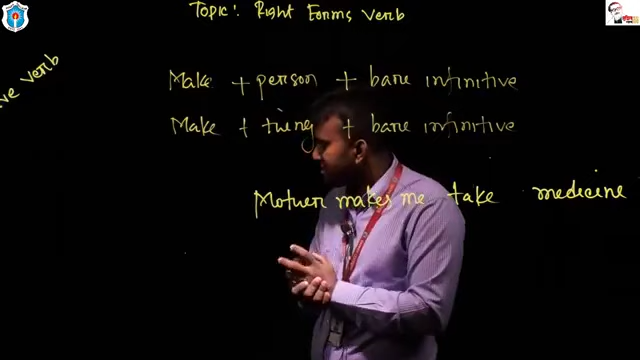 Topic: Right Forms Verb
ve verb
Make + person + bare infinitive
Make + thing + bare infinitive
Mother makes me take medicine